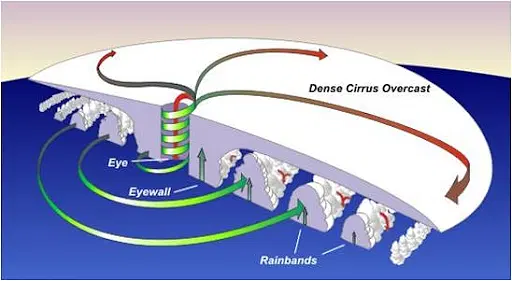 Dense Cirrus Overcast
Eye
Eyewall
Rainbands